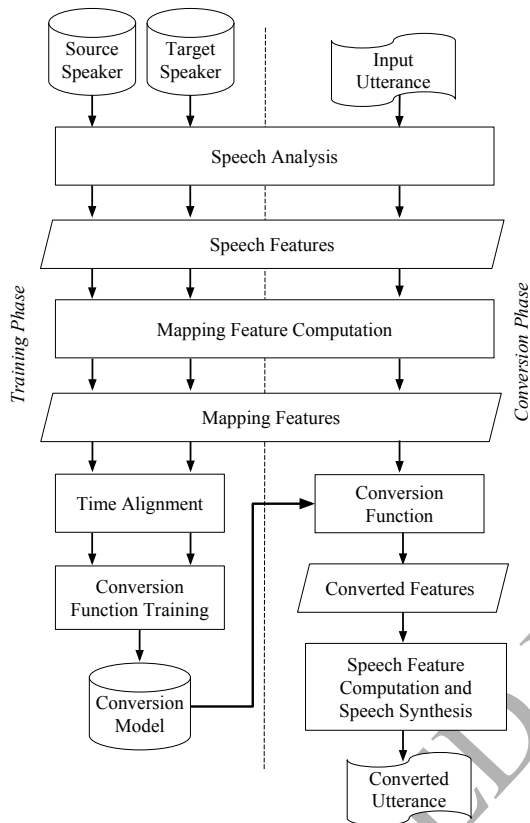 Source
Speaker
Target
Speaker
Input
Utterance
Speech Analysis
Speech Features
Mapping Feature Computation
Mapping Features
Training Phase
Conversion Phase
Time Alignment
Conversion
Function
Conversion
Function Training
Converted Features
Conversion
Model
Speech Feature
Computation and
Speech Synthesis
Converted
Utterance